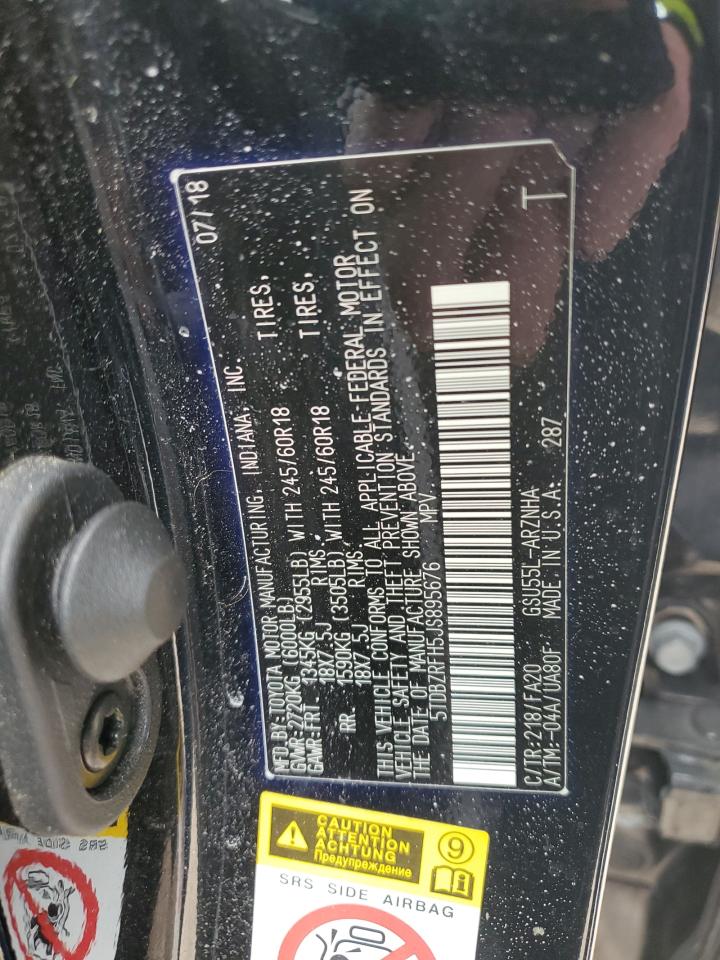 07/18
MFD BY: TOYOTA MOTOR MANUFACTURING, INDIANA, INC.
GVWR:2720KG (6000LB)
GAWR:FRT 1345KG (2955LB) WITH 245/60R18 TIRES,
18X7.5J RIMS,
RR 1590KG (3505LB) WITH 245/60R18 TIRES,
18X7.5J RIMS.
THIS VEHICLE CONFORMS TO ALL APPLICABLE FEDERAL MOTOR
VEHICLE SAFETY AND THEFT PREVENTION STANDARDS IN EFFECT ON
THE DATE OF MANUFACTURE SHOWN ABOVE.
5TDBZRFH5JS895676 MPV
C/TR:218/FA20 GSU55L-ARZNHA
A/TM:-04A/UA80F MADE IN U.S.A. 287
T
CAUTION
ATTENTION
ACHTUNG
Предупреждение
9
SRS SIDE AIRBAG